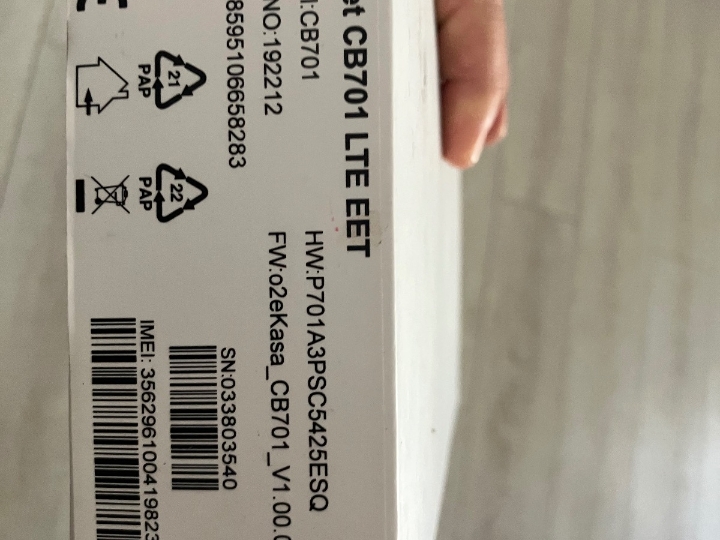 et CB701 LTE EET
:CB701
HW:P701A3PSC5425ESQ
NO:192212
FW:o2eKasa_CB701_V1.00.0
8595106658283
SN:033803540
21
PAP
22
PAP
IMEI: 35629610041982